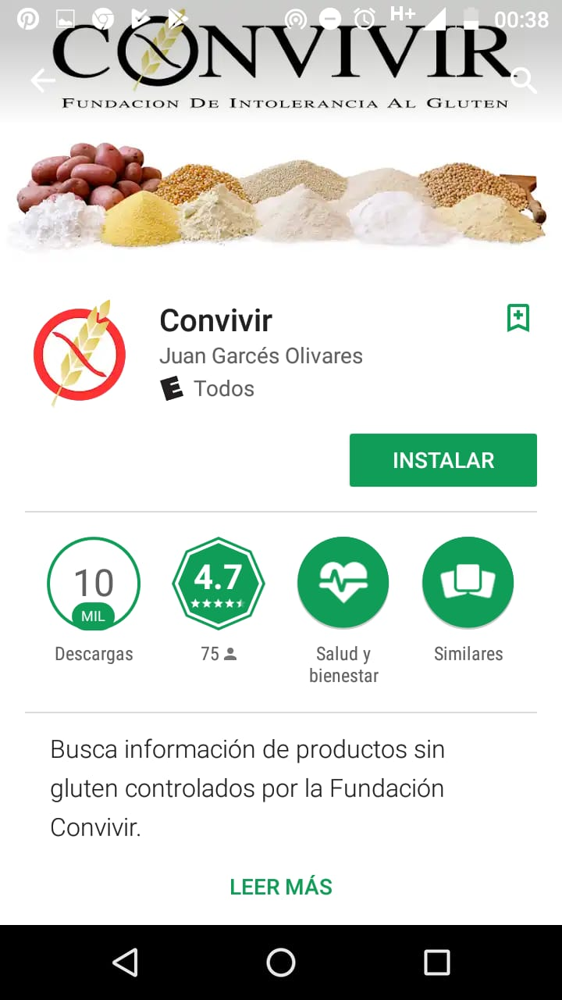 H+ 00:38
CONVIVIR
FUNDACION DE INTOLERANCIA AL GLUTEN
Convivir
Juan Garcés Olivares
E Todos
INSTALAR
10 MIL
4.7
Descargas
75
Salud y
bienestar
Similares
Busca información de productos sin
gluten controlados por la Fundación
Convivir.
LEER MÁS